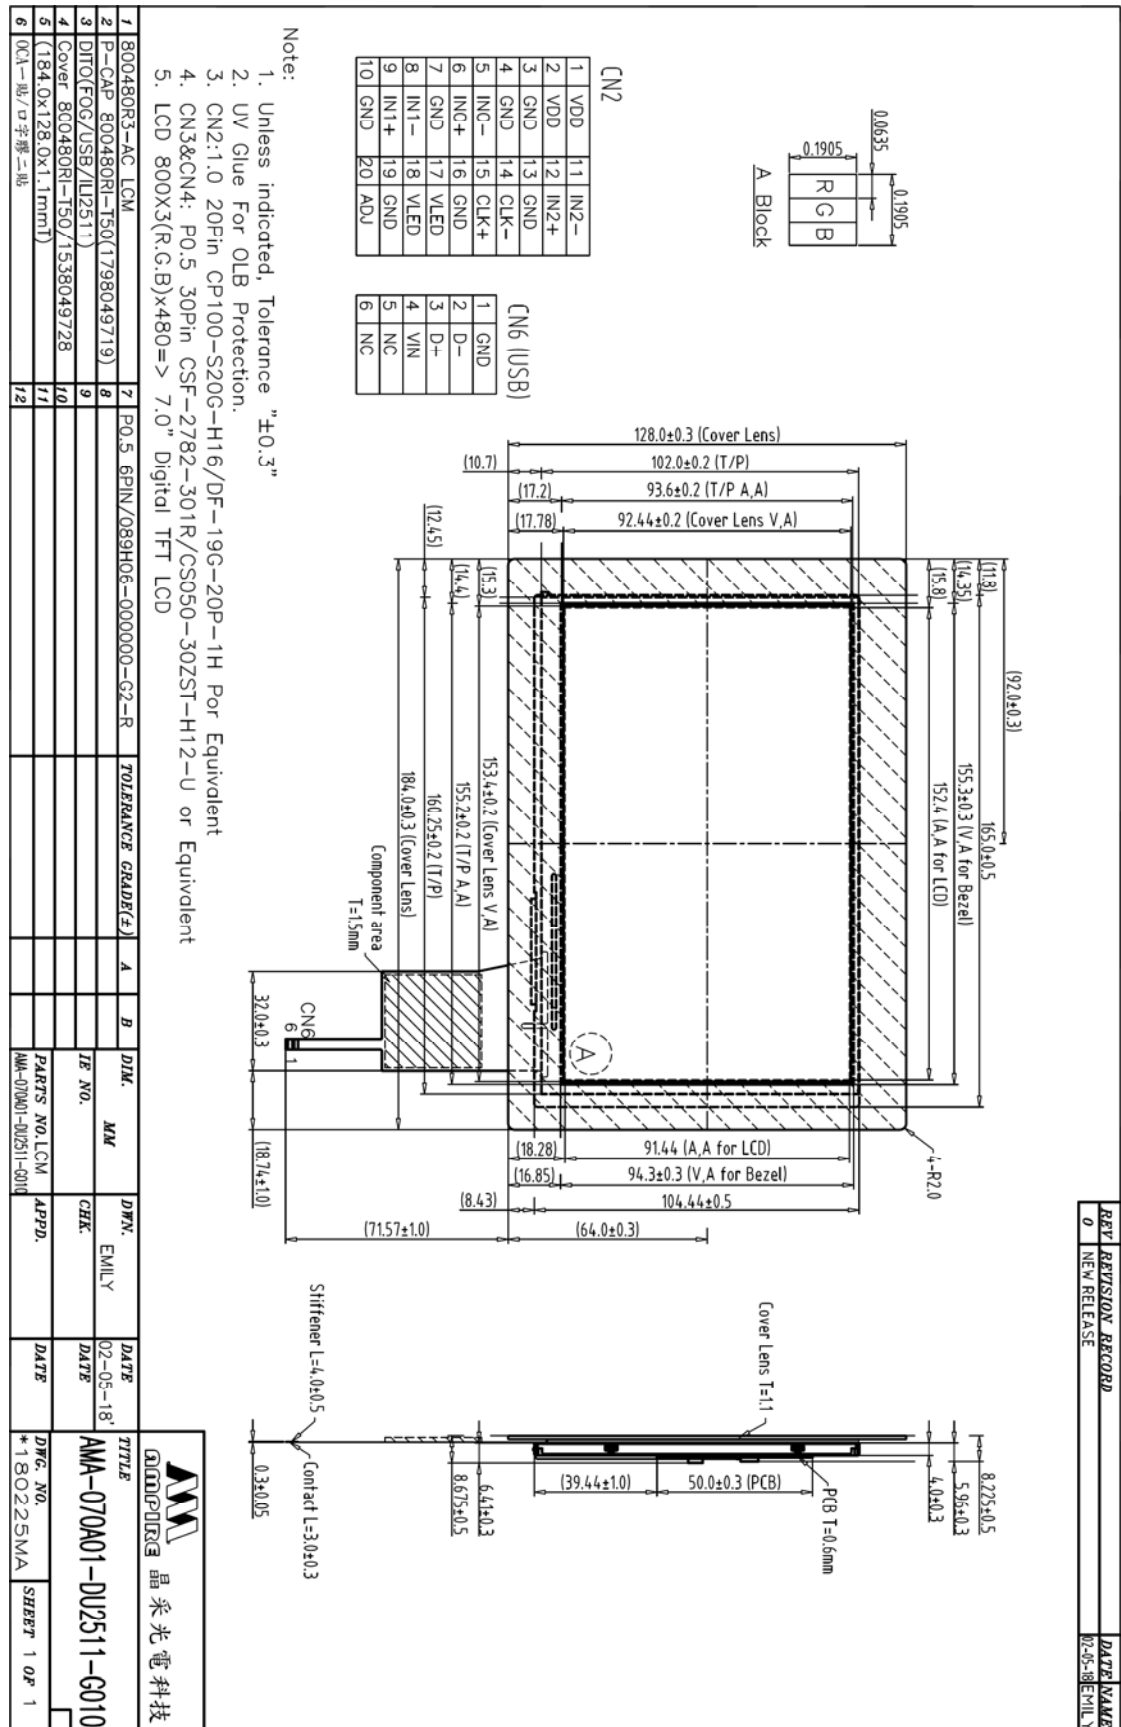 REV REVISION RECORD DATE NAME
0 NEW RELEASE 02-05-18 EMILY
0.0635
0.1905
0.1905
R G B
A Block
CN2
1 VDD 11 IN2-
2 VDD 12 IN2+
3 GND 13 GND
4 GND 14 CLK-
5 INC- 15 CLK+
6 INC+ 16 GND
7 GND 17 VLED
8 IN1- 18 VLED
9 IN1+ 19 GND
10 GND 20 ADJ
CN6 (USB)
1 GND
2 D-
3 D+
4 VIN
5 NC
6 NC
(92.0±0.3)
165.0±0.5
(11.8)
155.3±0.3 (V,A for Bezel)
(14.35)
152.4 (A,A for LCD)
(15.8)
4-R2.0
128.0±0.3 (Cover Lens)
102.0±0.2 (T/P)
(10.7)
93.6±0.2 (T/P A,A)
(17.2)
92.44±0.2 (Cover Lens V,A)
(17.78)
91.44 (A,A for LCD)
(18.28)
94.3±0.3 (V,A for Bezel)
(16.85)
104.44±0.5
(8.43)
(64.0±0.3)
(71.57±1.0)
A
(15.3)
153.4±0.2 (Cover Lens V,A)
(14.4)
155.2±0.2 (T/P A,A)
(12.45)
160.25±0.2 (T/P)
184.0±0.3 (Cover Lens)
Component area
T=1.5mm
CN6
6 1
32.0±0.3
(18.74±1.0)
8.225±0.5
5.96±0.3
4.0±0.3
PCB T=0.6mm
Cover Lens T=1.1
50.0±0.3 (PCB)
(39.44±1.0)
6.41±0.3
8.675±0.5
Stiffener L=4.0±0.5
Contact L=3.0±0.3
0.3±0.05
Note:
1. Unless indicated, Tolerance "±0.3"
2. UV Glue For OLB Protection.
3. CN2:1.0 20Pin CP100-S20G-H16/DF-19G-20P-1H Por Equivalent
4. CN3&CN4: P0.5 30Pin CSF-2782-301R/CS050-30ZST-H12-U or Equivalent
5. LCD 800X3(R.G.B)x480=> 7.0" Digital TFT LCD
1 800480R3-AC LCM
2 P-CAP 800480RI-T50(1798049719)
3 DITO(FOG/USB/ILI2511)
4 Cover 800480RI-T50/1538049728
5 (184.0x128.0x1.1mmT)
6 OCA一貼/口字膠二貼
7 P0.5 6PIN/089H06-000000-G2-R
8
9
10
11
12
TOLERANCE GRADE(±) A B
DIM. MM
IE NO.
PARTS NO. LCM
AMA-070A01-DU2511-G010
DWN. EMILY DATE 02-05-18'
CHK. DATE
APPD. DATE
AMPIRE 晶采光電科技
TITLE
AMA-070A01-DU2511-G010
DWG. NO.
*180225MA
SHEET 1 OF 1